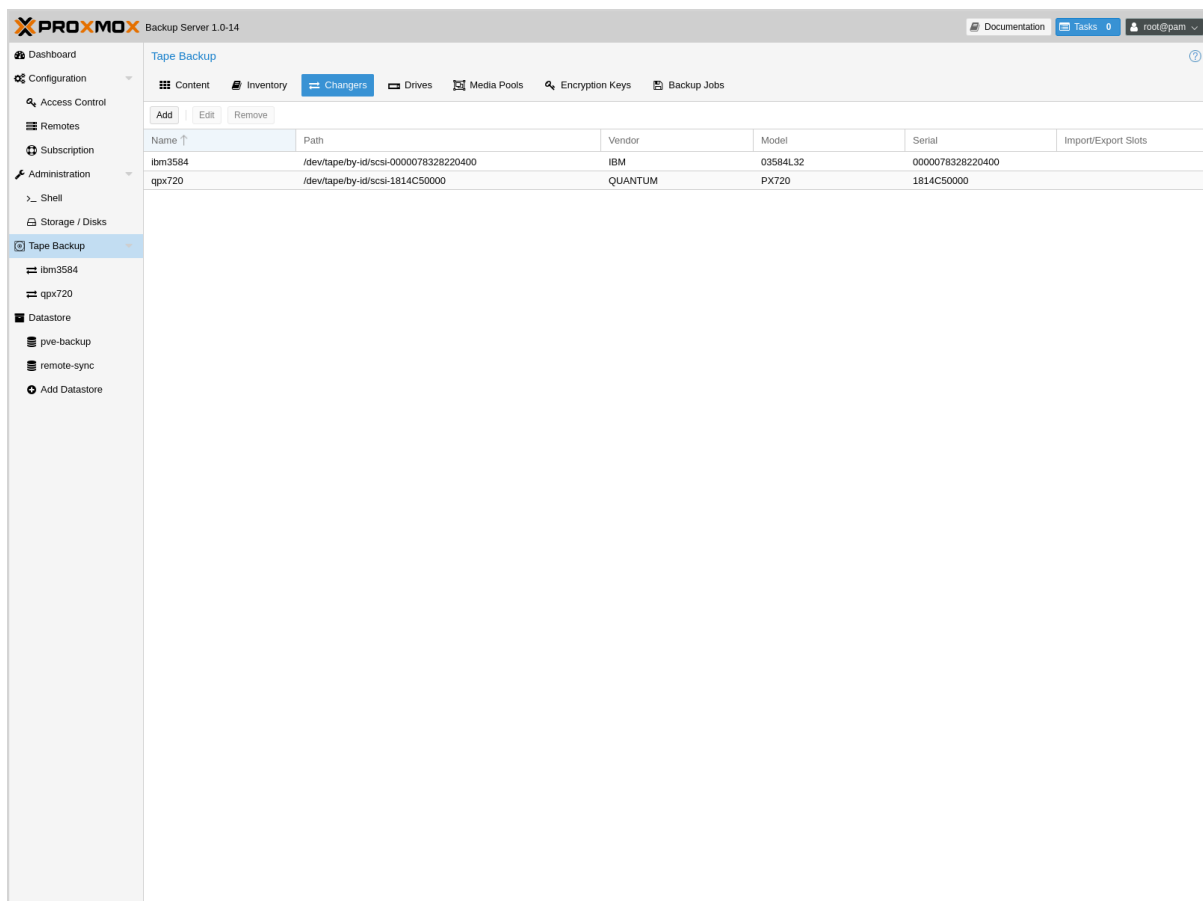 PROXMOX Backup Server 1.0-14 Documentation Tasks 0 root@pam
Dashboard
Configuration
Access Control
Remotes
Subscription
Administration
>_ Shell
Storage / Disks
Tape Backup
ibm3584
qpx720
Datastore
pve-backup
remote-sync
Add Datastore
Tape Backup ?
Content Inventory Changers Drives Media Pools Encryption Keys Backup Jobs
Add Edit Remove
Name Path Vendor Model Serial Import/Export Slots
ibm3584 /dev/tape/by-id/scsi-0000078328220400 IBM 03584L32 0000078328220400
qpx720 /dev/tape/by-id/scsi-1814C50000 QUANTUM PX720 1814C50000